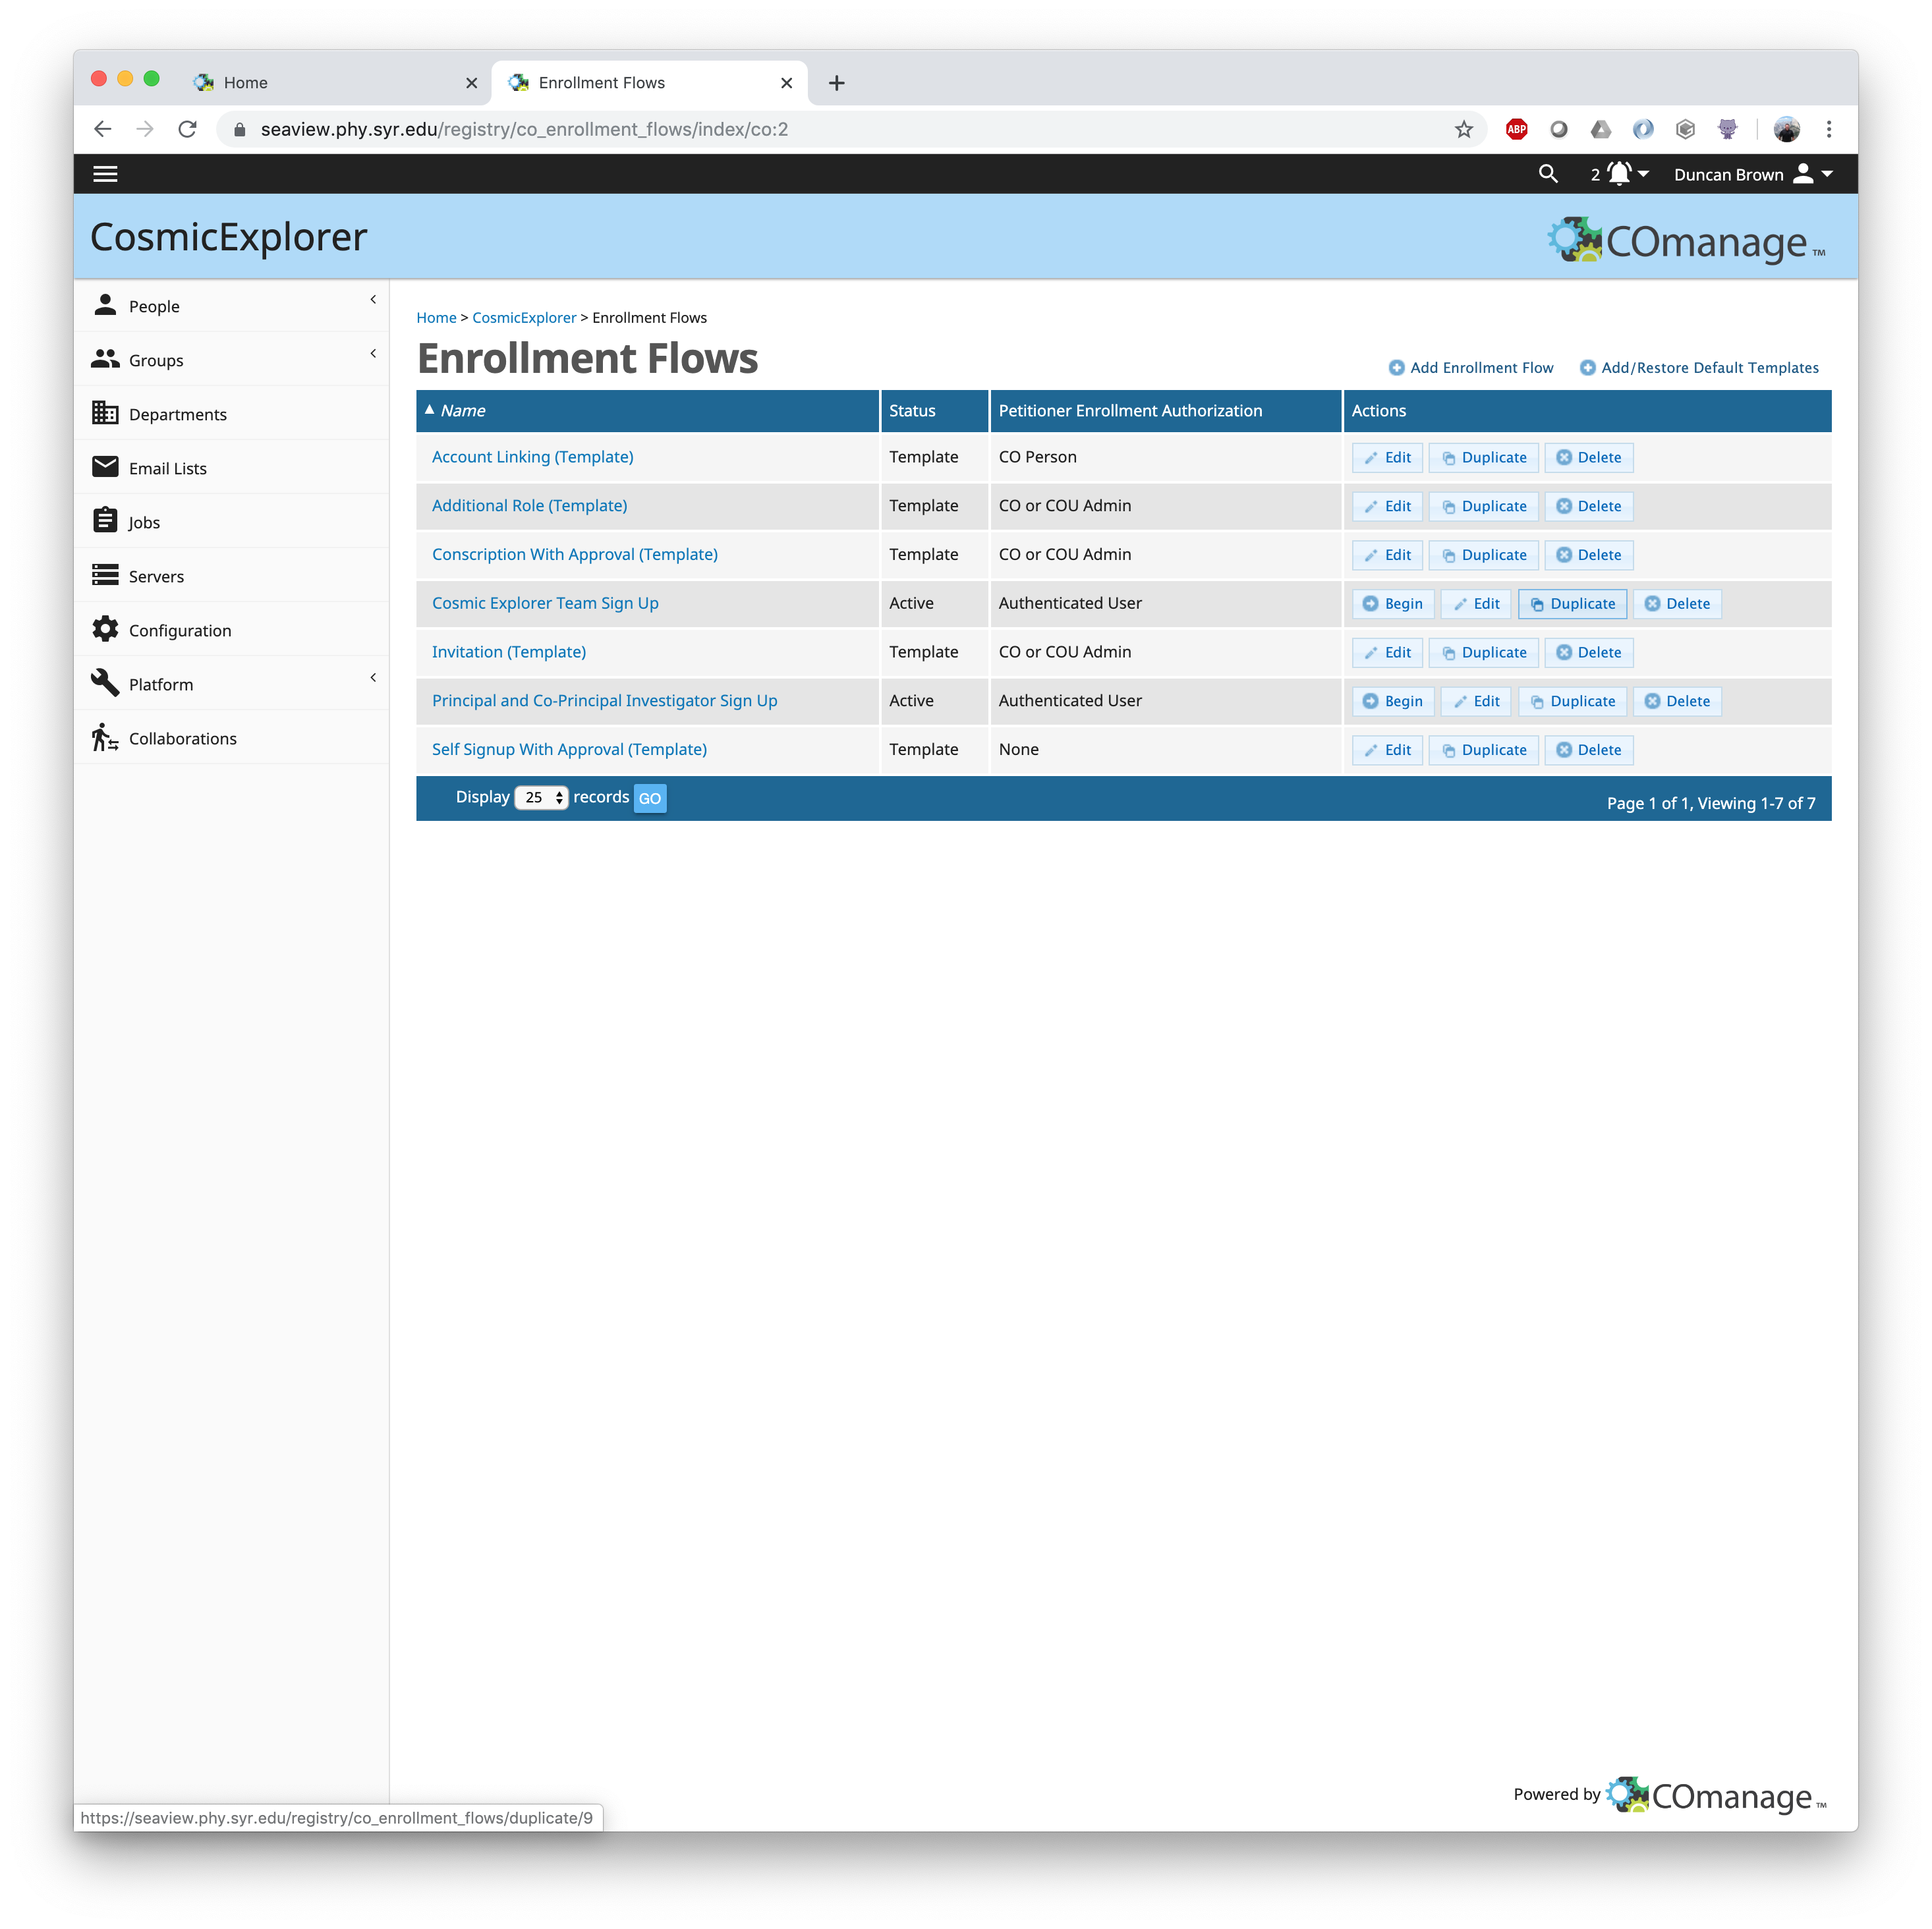 Home
Enrollment Flows
seaview.phy.syr.edu/registry/co_enrollment_flows/index/co:2
ABP
2
Duncan Brown
CosmicExplorer
COmanage™
People
Groups
Departments
Email Lists
Jobs
Servers
Configuration
Platform
Collaborations
Home > CosmicExplorer > Enrollment Flows
Enrollment Flows
Add Enrollment Flow Add/Restore Default Templates
Name Status Petitioner Enrollment Authorization Actions
Account Linking (Template) Template CO Person Edit Duplicate Delete
Additional Role (Template) Template CO or COU Admin Edit Duplicate Delete
Conscription With Approval (Template) Template CO or COU Admin Edit Duplicate Delete
Cosmic Explorer Team Sign Up Active Authenticated User Begin Edit Duplicate Delete
Invitation (Template) Template CO or COU Admin Edit Duplicate Delete
Principal and Co-Principal Investigator Sign Up Active Authenticated User Begin Edit Duplicate Delete
Self Signup With Approval (Template) Template None Edit Duplicate Delete
Display 25 records GO
Page 1 of 1, Viewing 1-7 of 7
Powered by COmanage™
https://seaview.phy.syr.edu/registry/co_enrollment_flows/duplicate/9